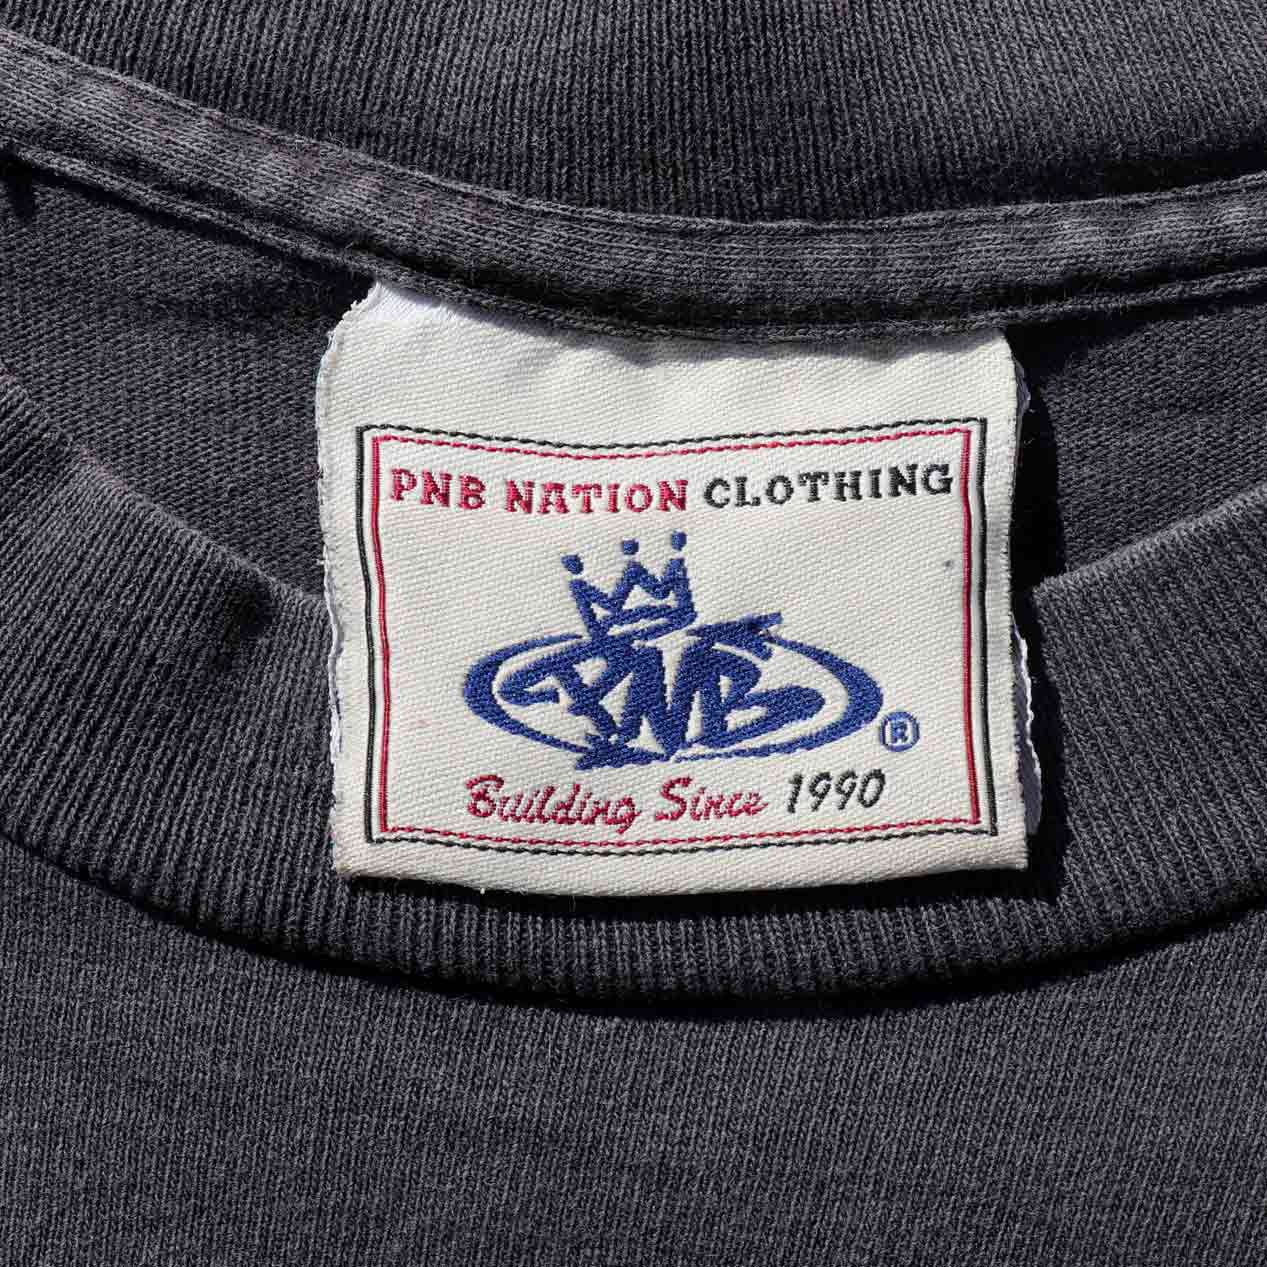 PNB NATION CLOTHING
PNB ®
Building Since 1990